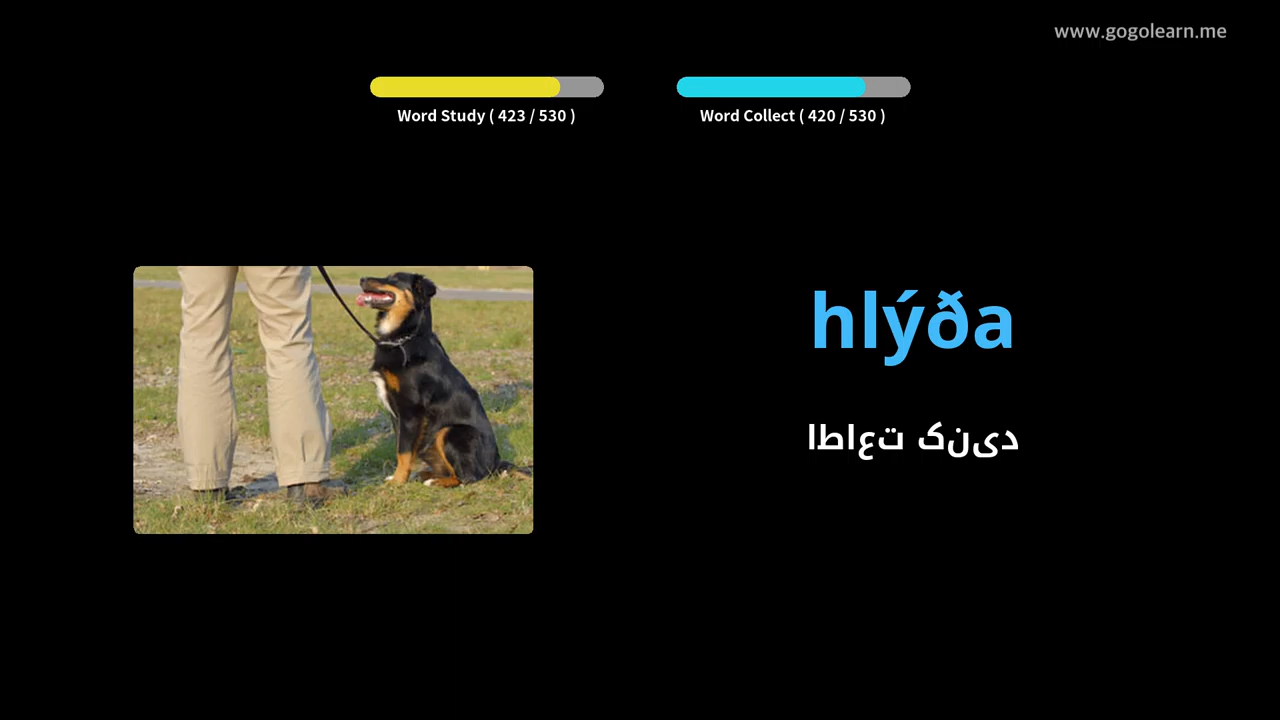 www.gogolearn.me
Word Study ( 423 / 530 )
Word Collect ( 420 / 530 )
hlýða
اطاعت کنید